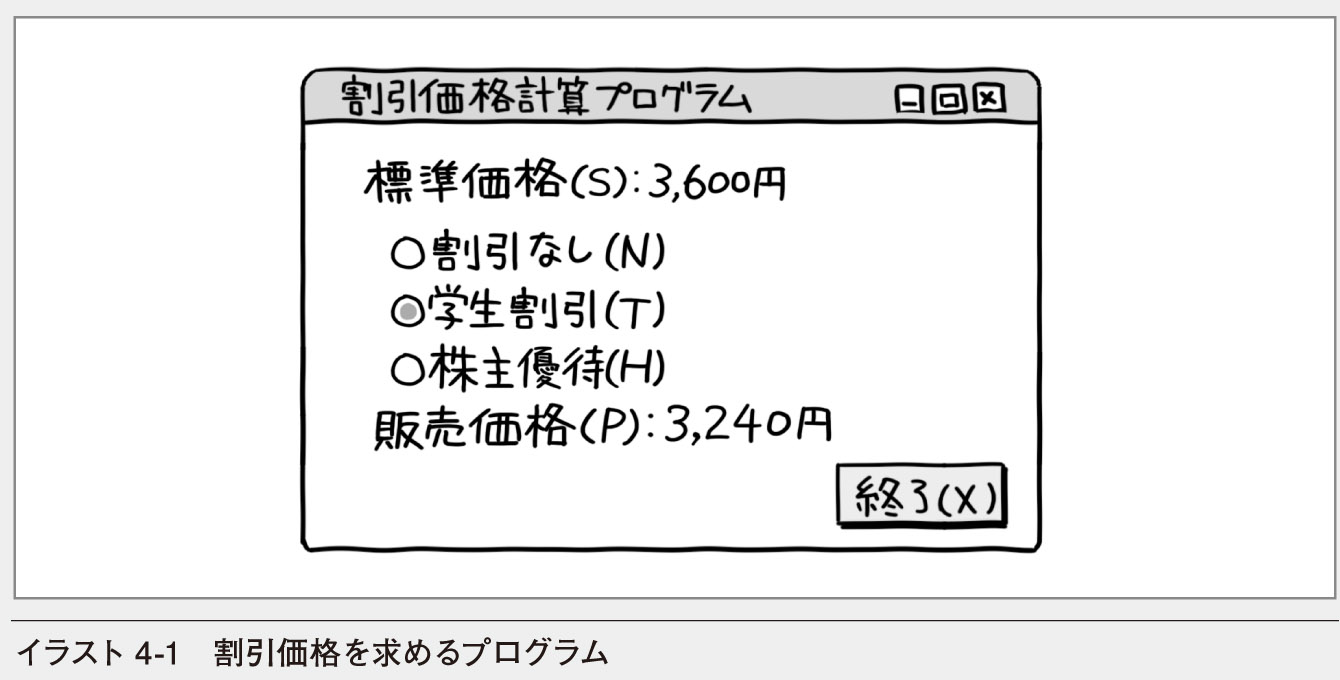 割引価格計算プログラム
標準価格(S):3,600円
割引なし(N)
学生割引(T)
株主優待(H)
販売価格(P):3,240円
終了(X)
イラスト 4-1 割引価格を求めるプログラム